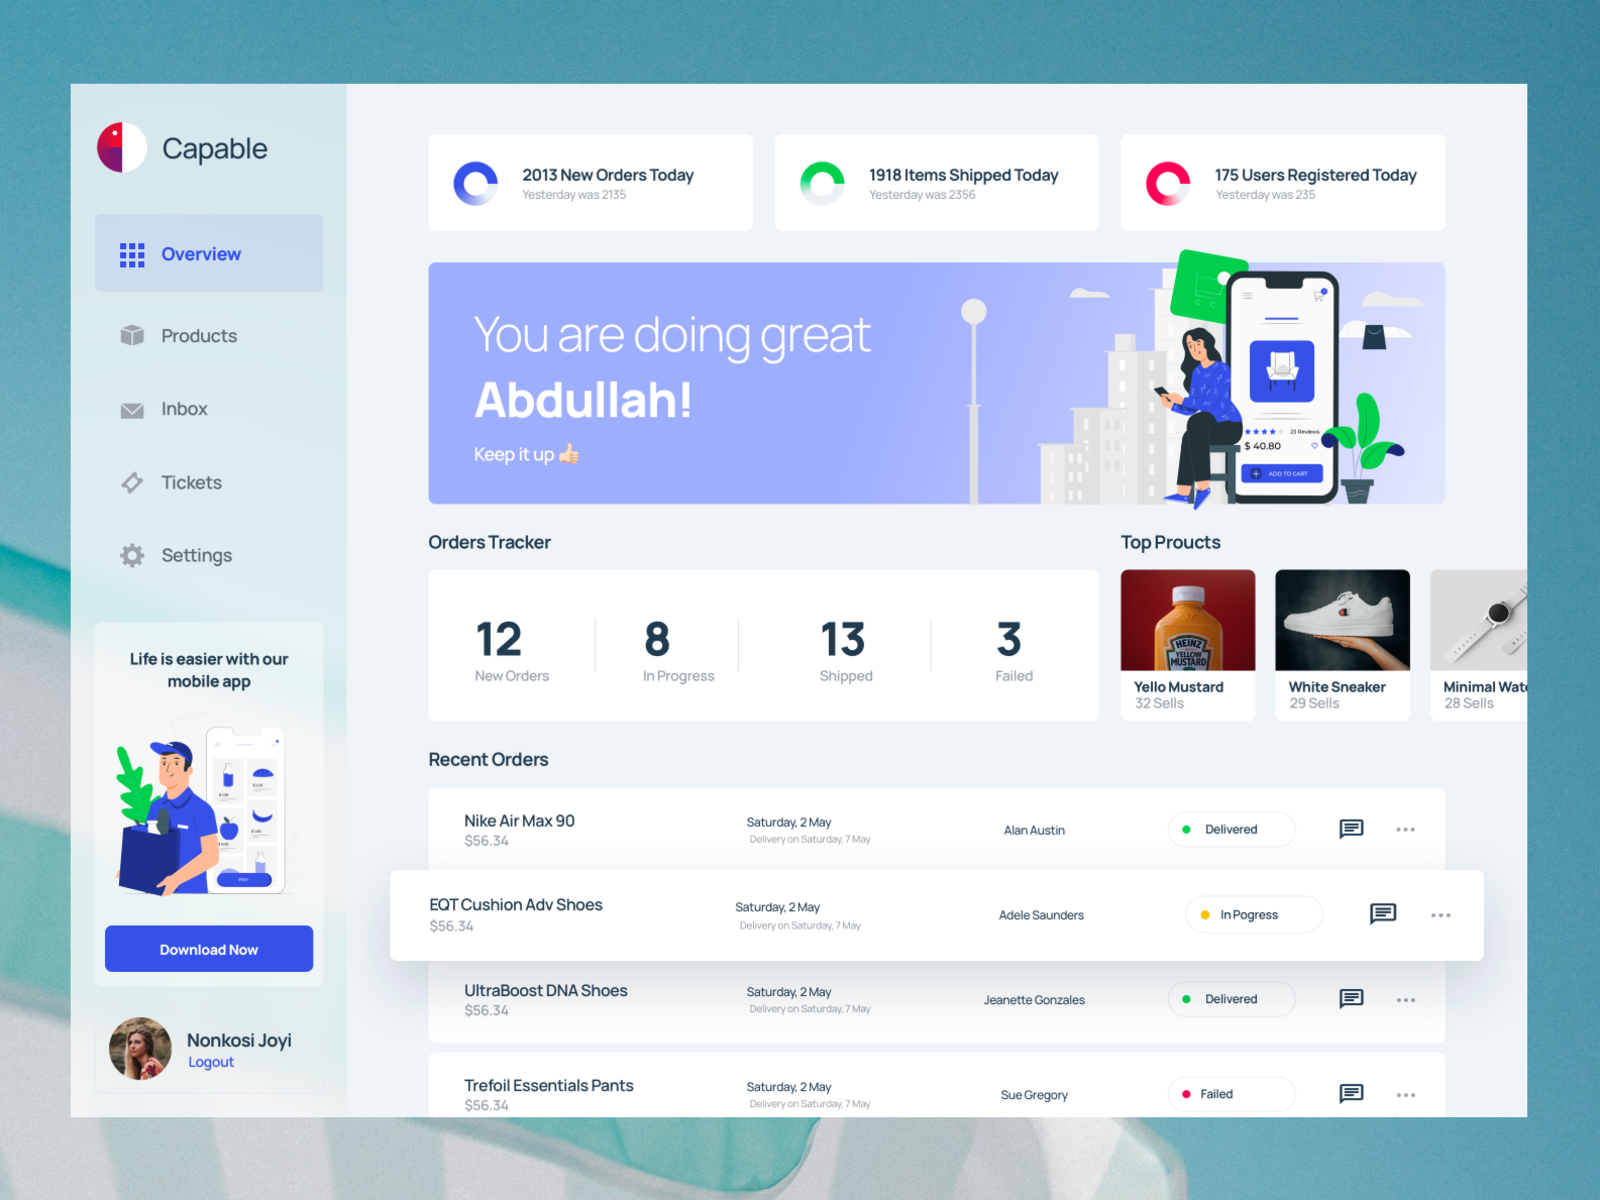 Capable
Overview
Products
Inbox
Tickets
Settings
Life is easier with our
mobile app
Download Now
Nonkosi Joyi
Logout
2013 New Orders Today
Yesterday was 2135
1918 Items Shipped Today
Yesterday was 2356
175 Users Registered Today
Yesterday was 235
You are doing great
Abdullah!
Keep it up 👍🏻
23 Reviews
$ 40.80
ADD TO CART
Orders Tracker
12
New Orders
8
In Progress
13
Shipped
3
Failed
Top Proucts
HEINZ
YELLOW
MUSTARD
Yello Mustard
32 Sells
White Sneaker
29 Sells
Minimal Wat
28 Sells
Recent Orders
Nike Air Max 90
$56.34
Saturday, 2 May
Delivery on Saturday, 7 May
Alan Austin
Delivered
EQT Cushion Adv Shoes
$56.34
Saturday, 2 May
Delivery on Saturday, 7 May
Adele Saunders
In Pogress
UltraBoost DNA Shoes
$56.34
Saturday, 2 May
Delivery on Saturday, 7 May
Jeanette Gonzales
Delivered
Trefoil Essentials Pants
$56.34
Saturday, 2 May
Delivery on Saturday, 7 May
Sue Gregory
Failed